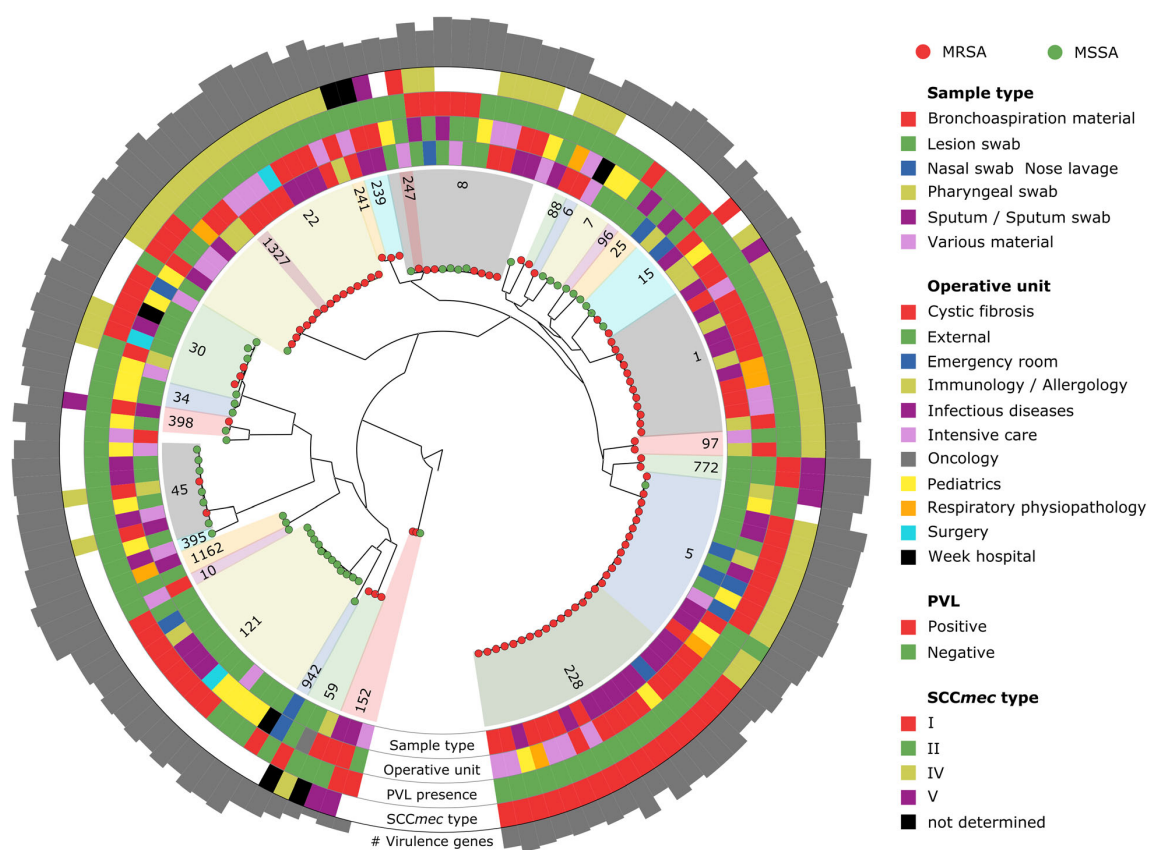 MRSA MSSA
Sample type
Bronchoaspiration material
Lesion swab
Nasal swab Nose lavage
Pharyngeal swab
Sputum / Sputum swab
Various material
Operative unit
Cystic fibrosis
External
Emergency room
Immunology / Allergology
Infectious diseases
Intensive care
Oncology
Pediatrics
Respiratory physiopathology
Surgery
Week hospital
PVL
Positive
Negative
SCCmec type
I
II
IV
V
not determined
8
88
6
7
96
25
15
1
97
772
5
228
152
59
942
121
10
1162
395
45
398
34
30
1327
22
241
239
247
Sample type
Operative unit
PVL presence
SCCmec type
# Virulence genes